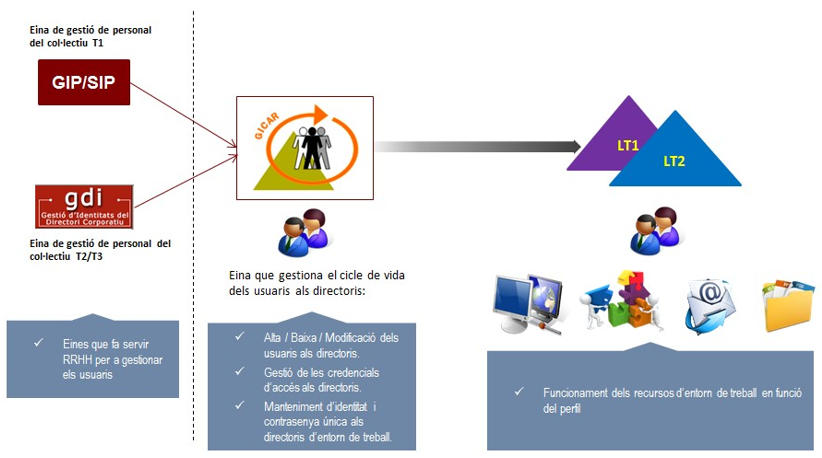 Eina de gestió de personal
del col·lectiu T1
GIP/SIP
gdi
Gestió d'Identitats del
Directori Corporatiu
Eina de gestió de personal del
col·lectiu T2/T3
Eines que fa servir
RRHH per a gestionar
els usuaris
GICAR
Eina que gestiona el cicle de vida
dels usuaris als directoris:
Alta / Baixa / Modificació dels
usuaris als directoris.
Gestió de les credencials
d'accés als directoris.
Manteniment d'identitat i
contrasenya única als
directoris d'entorn de treball.
LT1
LT2
@
Funcionament dels recursos d'entorn de treball en funció
del perfil